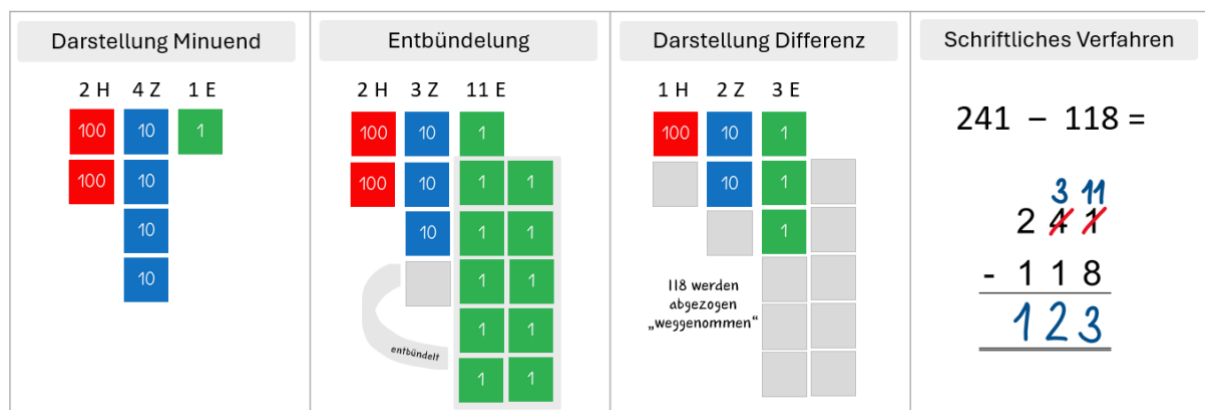 Darstellung Minuend
2 H 4 Z 1 E
100 10 1
100 10
10
10
Entbündelung
2 H 3 Z 11 E
100 10 1
100 10 1 1
10 1 1
1 1
1 1
1 1
entbündelt
Darstellung Differenz
1 H 2 Z 3 E
100 10 1
10 1
1
118 werden
abgezogen
„weggenommen“
Schriftliches Verfahren
241 – 118 =
3 11
2 4 1
- 1 1 8
1 2 3